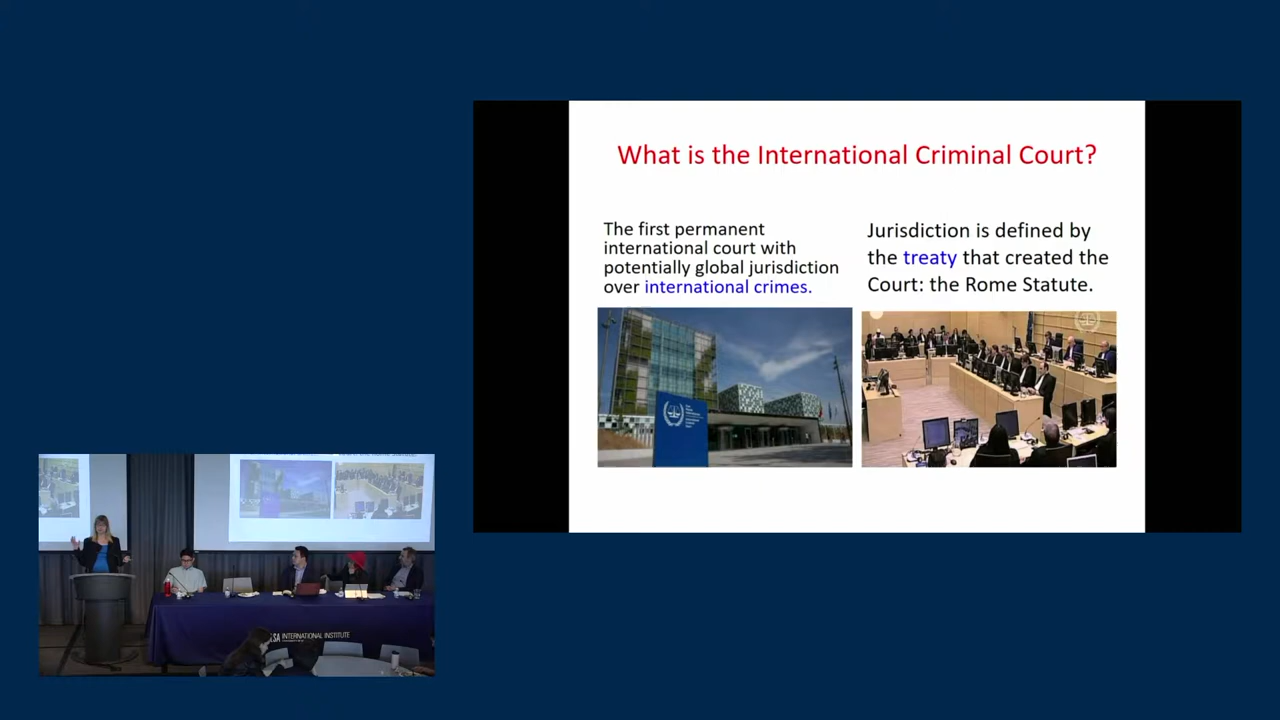 What is the International Criminal Court?
The first permanent
international court with
potentially global jurisdiction
over international crimes.
Jurisdiction is defined by
the treaty that created the
Court: the Rome Statute.
LSA INTERNATIONAL INSTITUTE